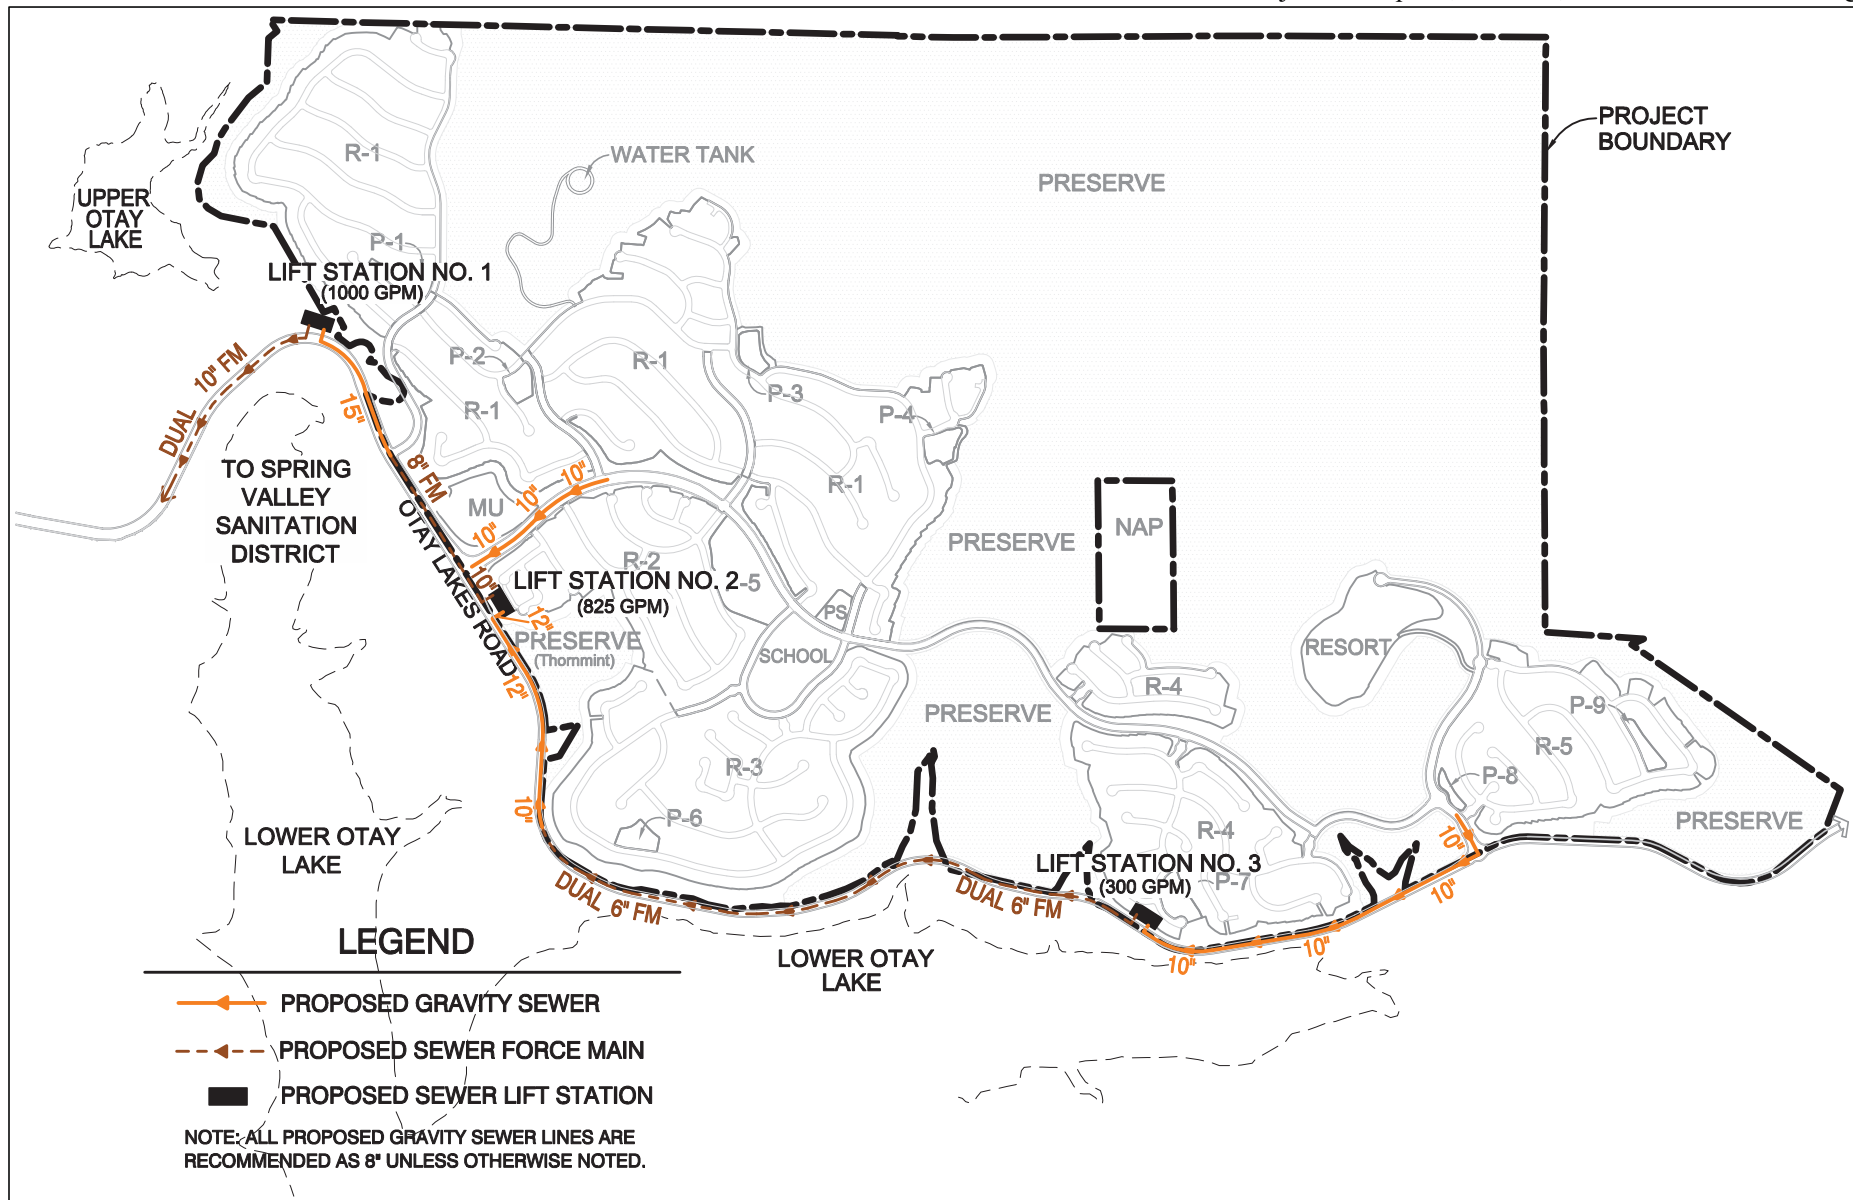 PROJECT
BOUNDARY
R-1
WATER TANK
PRESERVE
UPPER
OTAY
LAKE
P-1
LIFT STATION NO. 1
(1000 GPM)
10" FM
DUAL
15"
P-2
R-1
R-1
P-3
P-4
R-1
TO SPRING
VALLEY
SANITATION
DISTRICT
8" FM
OTAY LAKES ROAD
MU
10"
10"
10"
R-2
PRESERVE
NAP
10"
LIFT STATION NO. 2
(825 GPM)
-5
PS
12"
PRESERVE
(Thornmint)
SCHOOL
RESORT
12"
R-4
PRESERVE
P-9
R-5
R-3
P-8
10"
P-6
R-4
10"
PRESERVE
LOWER OTAY
LAKE
LIFT STATION NO. 3
(300 GPM)
P-7
DUAL 6" FM
DUAL 6" FM
10"
10"
10"
LOWER OTAY
LAKE
LEGEND
PROPOSED GRAVITY SEWER
PROPOSED SEWER FORCE MAIN
PROPOSED SEWER LIFT STATION
NOTE: ALL PROPOSED GRAVITY SEWER LINES ARE
RECOMMENDED AS 8" UNLESS OTHERWISE NOTED.